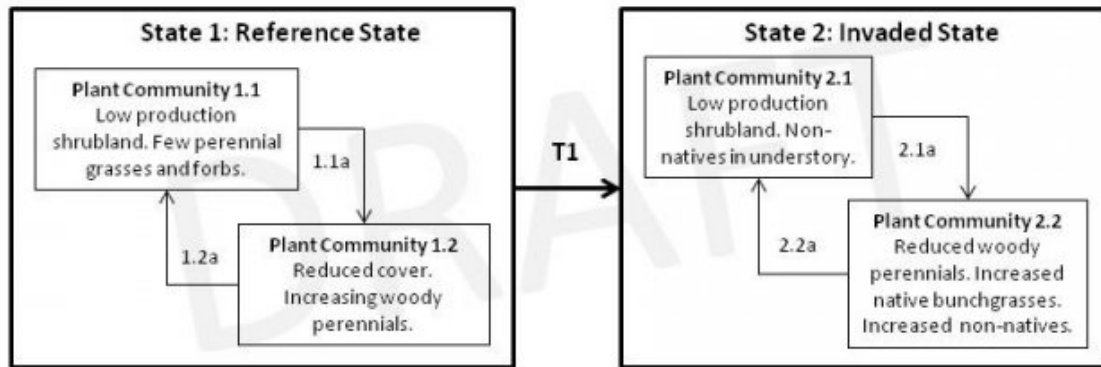 State 1: Reference State
Plant Community 1.1
Low production
shrubland. Few perennial
grasses and forbs.
1.1a
1.2a
Plant Community 1.2
Reduced cover.
Increasing woody
perennials.
T1
State 2: Invaded State
Plant Community 2.1
Low production
shrubland. Non-
natives in understory.
2.1a
2.2a
Plant Community 2.2
Reduced woody
perennials. Increased
native bunchgrasses.
Increased non-natives.
DRAFT